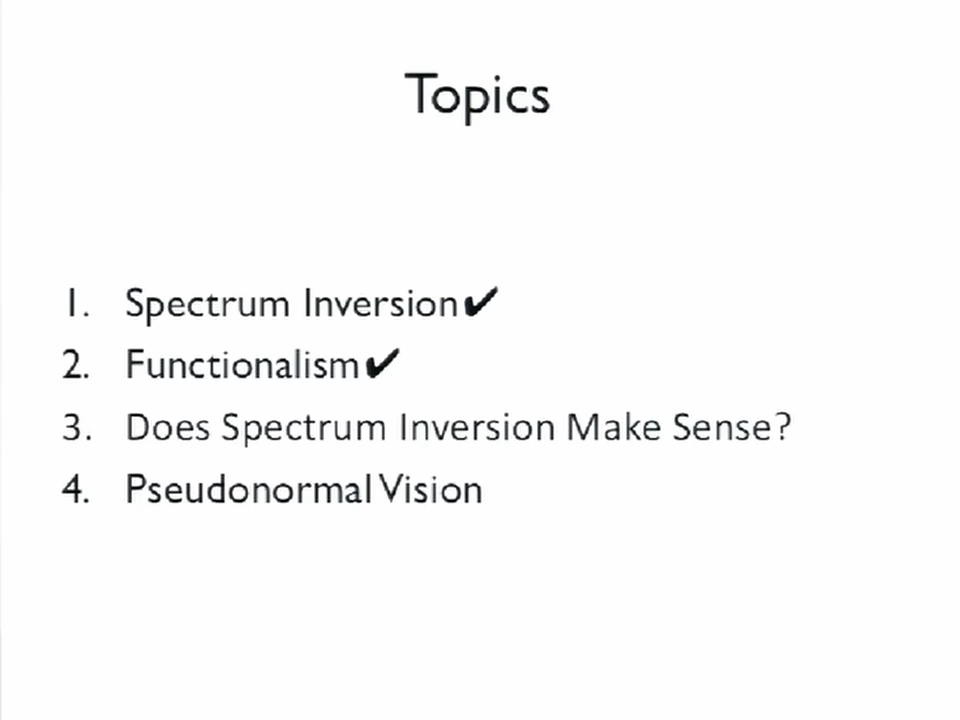 Topics
1. Spectrum Inversion✔
2. Functionalism✔
3. Does Spectrum Inversion Make Sense?
4. Pseudonormal Vision